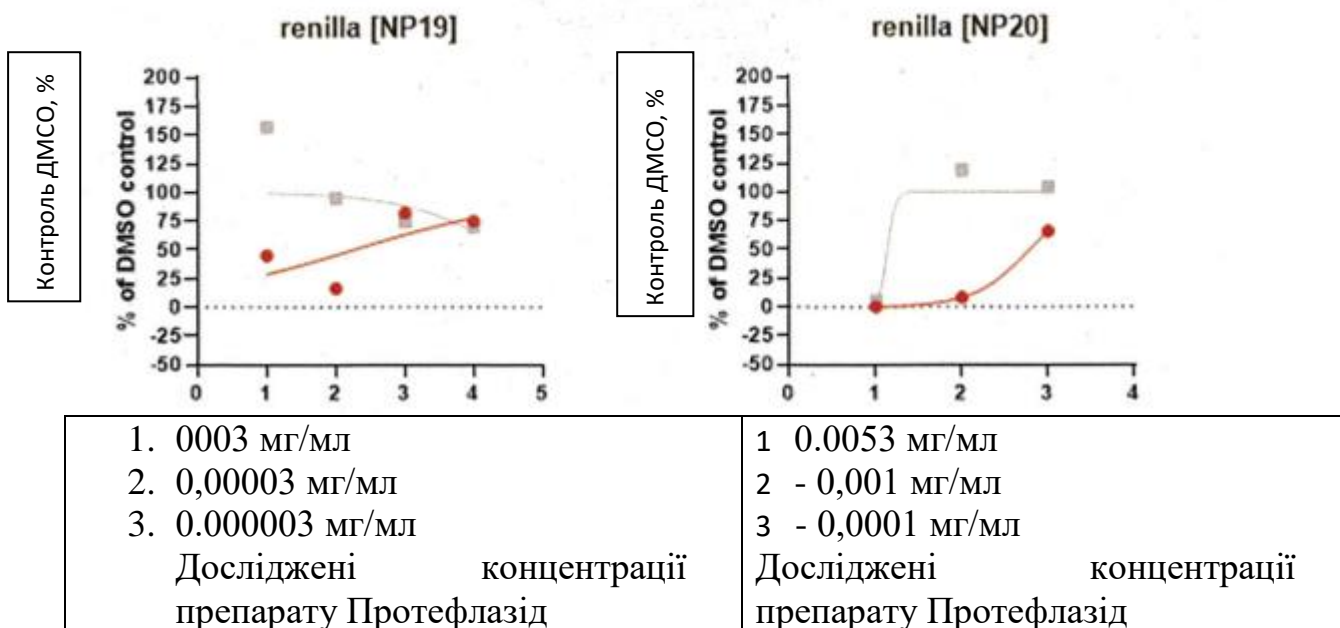 renilla [NP19]
Контроль ДМСО, %
% of DMSO control
200
175
150
125
100
75
50
25
0
-25
-50
0 1 2 3 4 5
renilla [NP20]
Контроль ДМСО, %
% of DMSO control
200
175
150
125
100
75
50
25
0
-25
-50
0 1 2 3 4
1. 0003 мг/мл
2. 0,00003 мг/мл
3. 0.000003 мг/мл
Досліджені концентрації
препарату Протефлазід
1 0.0053 мг/мл
2 - 0,001 мг/мл
3 - 0,0001 мг/мл
Досліджені концентрації
препарату Протефлазід